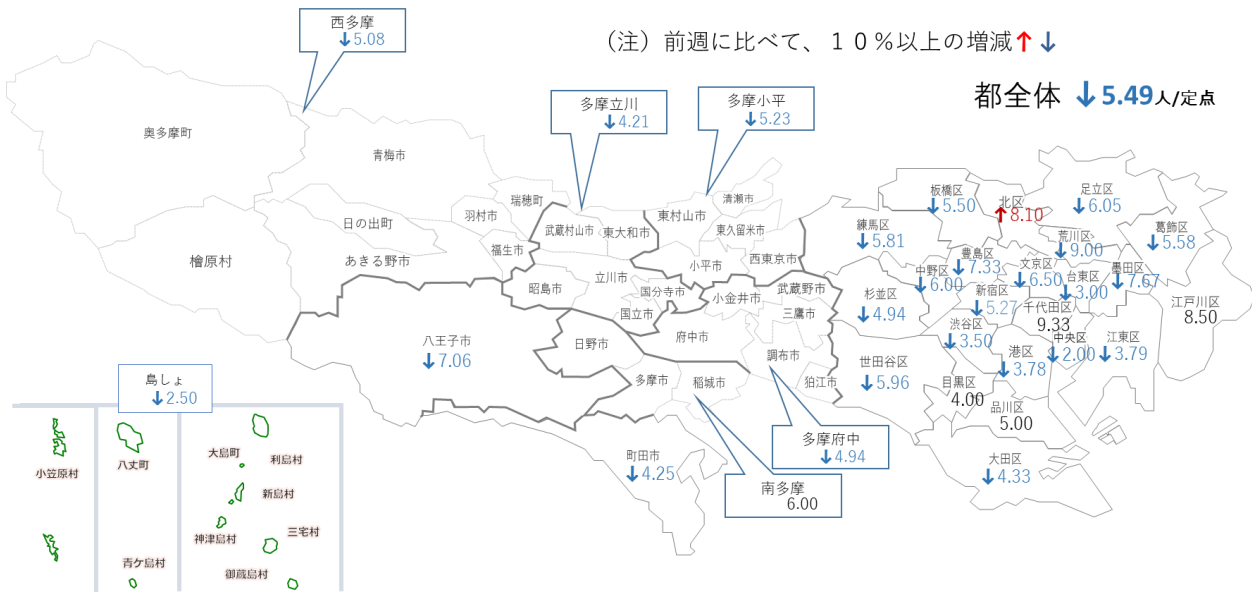 西多摩
↓5.08
（注）前週に比べて、１０％以上の増減↑↓
都全体 ↓5.49人/定点
多摩立川
↓4.21
多摩小平
↓5.23
奥多摩町
青梅市
瑞穂町
羽村市
日の出町
福生市
あきる野市
檜原村
武蔵村山市
東大和市
東村山市
清瀬市
東久留米市
小平市
西東京市
昭島市
立川市
国分寺市
国立市
小金井市
武蔵野市
三鷹市
府中市
調布市
狛江市
八王子市
↓7.06
日野市
多摩市
稲城市
町田市
↓4.25
多摩府中
↓4.94
南多摩
6.00
板橋区
↓5.50
北区
↑8.10
足立区
↓6.05
葛飾区
↓5.58
練馬区
↓5.81
荒川区
↓9.00
豊島区
↓7.33
中野区
↓6.00
文京区
↓6.50
台東区
↓3.00
墨田区
↓7.67
江戸川区
8.50
杉並区
↓4.94
新宿区
↓5.27
千代田区
9.33
渋谷区
↓3.50
中央区
↓2.00
江東区
↓3.79
港区
↓3.78
世田谷区
↓5.96
目黒区
4.00
品川区
5.00
大田区
↓4.33
島しょ
↓2.50
小笠原村
八丈町
青ケ島村
大島町
利島村
新島村
神津島村
三宅村
御蔵島村